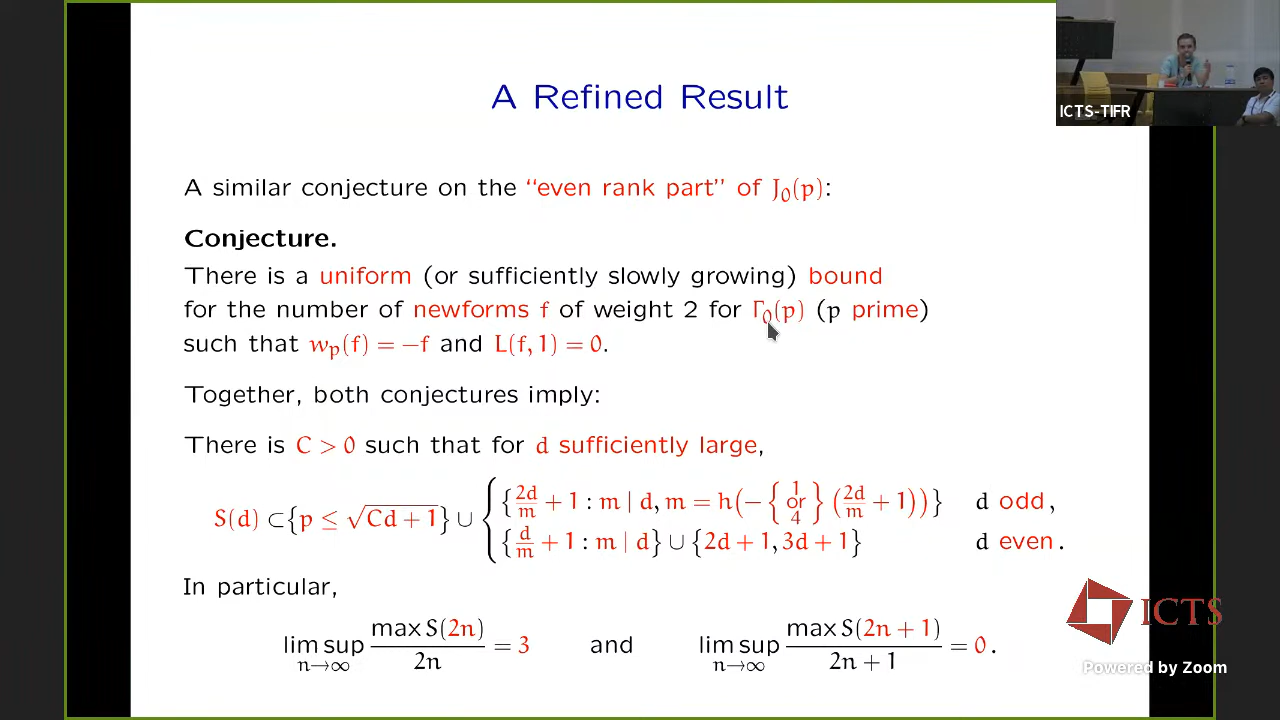 A Refined Result
ICTS-TIFR
A similar conjecture on the "even rank part" of J₀(p):
Conjecture.
There is a uniform (or sufficiently slowly growing) bound
for the number of newforms f of weight 2 for Γ₀(p) (p prime)
such that wₚ(f) = −f and L(f, 1) = 0.
Together, both conjectures imply:
There is C > 0 such that for d sufficiently large,
S(d) ⊂ {p ≤ √(Cd + 1)} ∪ { {2d/m + 1 : m | d, m = h(−{1 or 4}(2d/m + 1))} d odd,
{d/m + 1 : m | d} ∪ {2d + 1, 3d + 1} d even.
In particular,
lim sup n→∞ max S(2n) / 2n = 3 and lim sup n→∞ max S(2n + 1) / 2n + 1 = 0.
ICTS
Powered by Zoom